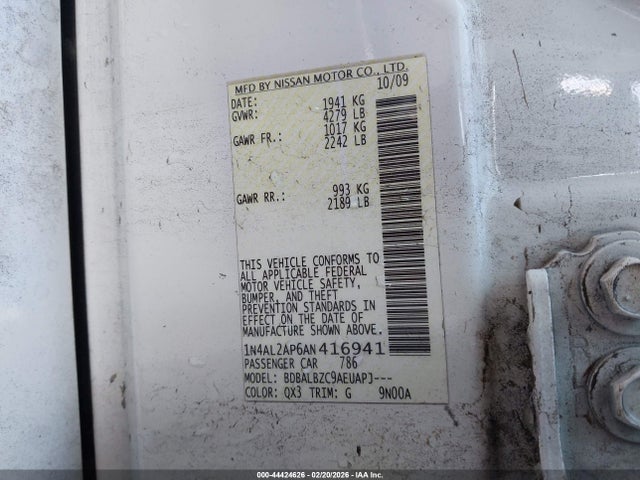 MFD BY NISSAN MOTOR CO., LTD.
10/09
DATE: 1941 KG
GVWR: 4279 LB
GAWR FR.: 1017 KG
2242 LB
GAWR RR.: 993 KG
2189 LB
THIS VEHICLE CONFORMS TO
ALL APPLICABLE FEDERAL
MOTOR VEHICLE SAFETY,
BUMPER, AND THEFT
PREVENTION STANDARDS IN
EFFECT ON THE DATE OF
MANUFACTURE SHOWN ABOVE.
1N4AL2AP6AN416941
PASSENGER CAR 786
MODEL: BDBALBZC9AEUAPJ---
COLOR: QX3 TRIM: G 9N00A
000-44424626 - 02/20/2026 - IAA Inc.